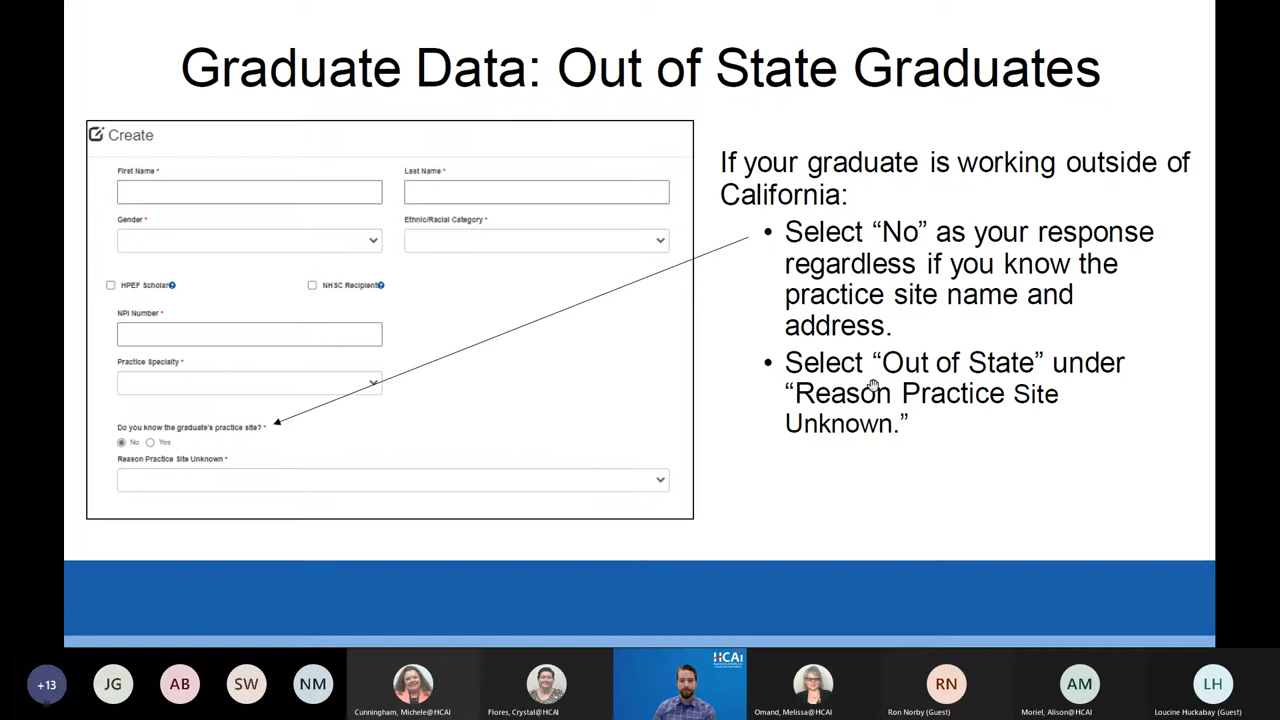 Graduate Data: Out of State Graduates
Create
First Name *
Last Name *
Gender *
Ethnic/Racial Category *
HPEF Scholar
NHSC Recipient
NPI Number *
Practice Specialty *
Do you know the graduate's practice site? *
No
Yes
Reason Practice Site Unknown *
If your graduate is working outside of
California:
• Select “No” as your response
regardless if you know the
practice site name and
address.
• Select “Out of State” under
“Reason Practice Site
Unknown.”
+13
JG
AB
SW
NM
Cunningham, Michele@HCAI
Flores, Crystal@HCAI
HCAI
Omand, Melissa@HCAI
RN
Ron Norby (Guest)
AM
Moriel, Alison@HCAI
LH
Loucine Huckabay (Guest)